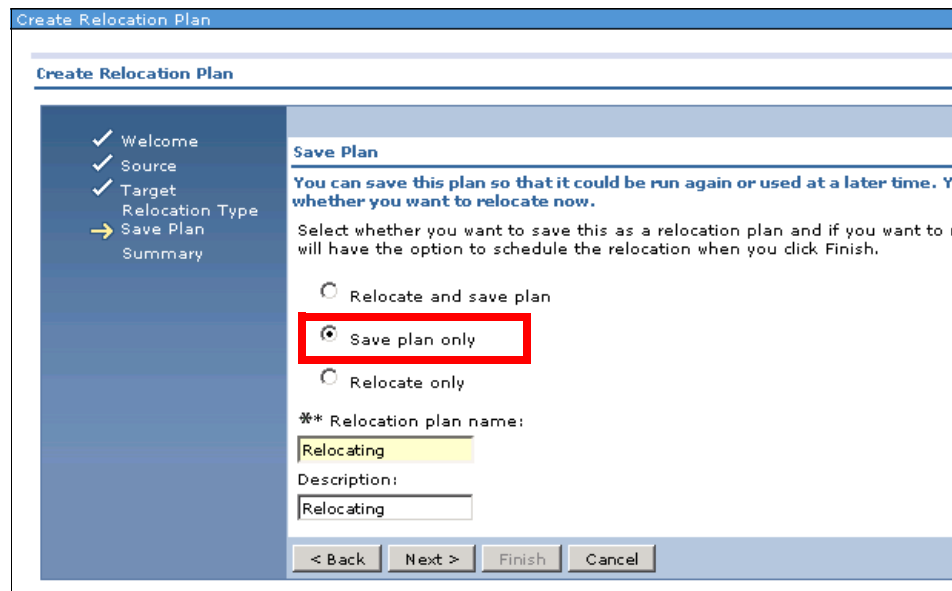 Create Relocation Plan
Create Relocation Plan
Welcome
Source
Target
Relocation Type
Save Plan
Summary
Save Plan
You can save this plan so that it could be run again or used at a later time. Y
whether you want to relocate now.
Select whether you want to save this as a relocation plan and if you want to
will have the option to schedule the relocation when you click Finish.
Relocate and save plan
Save plan only
Relocate only
** Relocation plan name:
Relocating
Description:
Relocating
< Back
Next >
Finish
Cancel